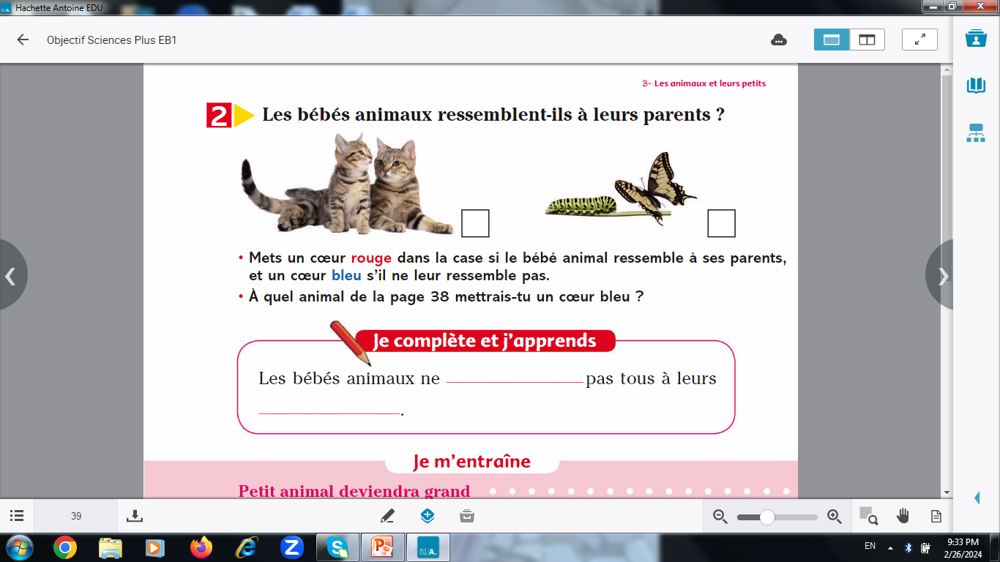 Hachette Antoine EDU
Objectif Sciences Plus EB1
3- Les animaux et leurs petits
2 Les bébés animaux ressemblent-ils à leurs parents ?
• Mets un cœur rouge dans la case si le bébé animal ressemble à ses parents,
et un cœur bleu s'il ne leur ressemble pas.
• À quel animal de la page 38 mettrais-tu un cœur bleu ?
Je complète et j'apprends
Les bébés animaux ne ____________ pas tous à leurs
____________.
Je m'entraîne
Petit animal deviendra grand
39
EN
9:33 PM
2/26/2024